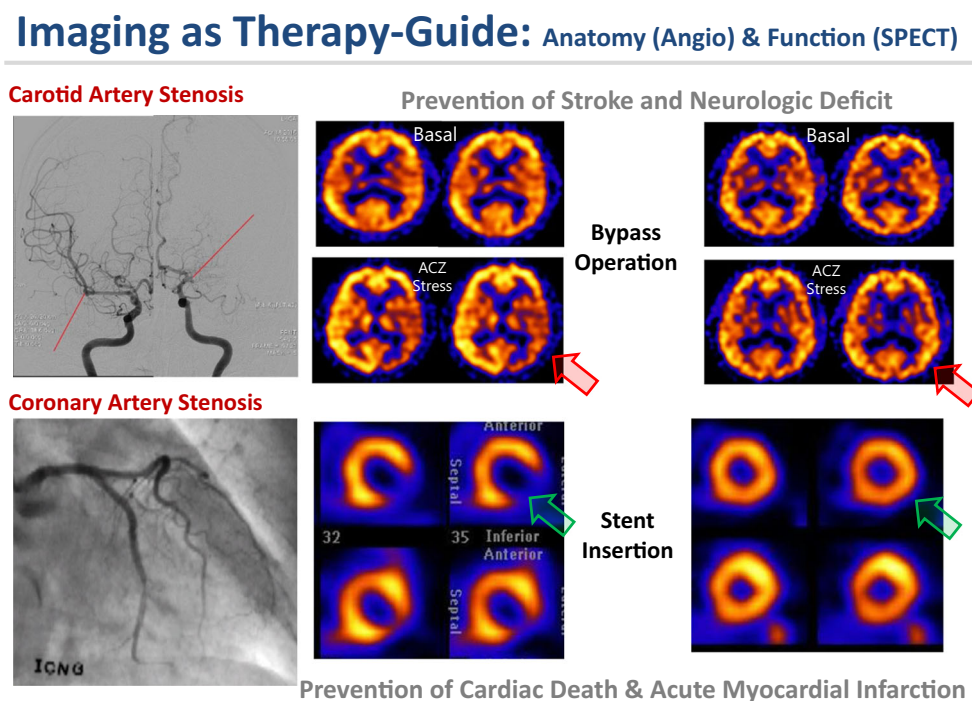 Imaging as Therapy-Guide: Anatomy (Angio) & Function (SPECT)
Carotid Artery Stenosis
Prevention of Stroke and Neurologic Deficit
Basal
Basal
Bypass
Operation
ACZ
Stress
ACZ
Stress
Coronary Artery Stenosis
Anterior
Septal
32
35
Inferior
Anterior
Septal
Stent
Insertion
ICNG
Prevention of Cardiac Death & Acute Myocardial Infarction